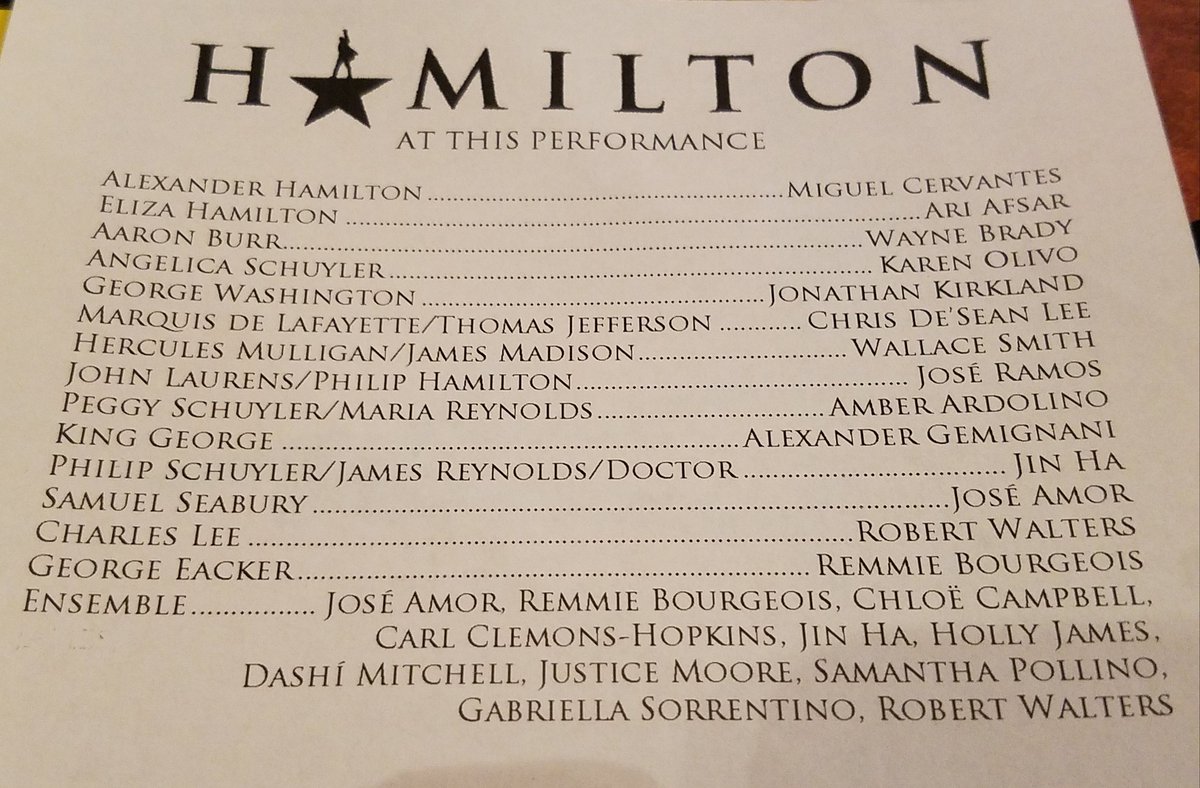 HAMILTON
AT THIS PERFORMANCE
ALEXANDER HAMILTON................................................MIGUEL CERVANTES
ELIZA HAMILTON................................................ARI AFSAR
AARON BURR................................................WAYNE BRADY
ANGELICA SCHUYLER................................................KAREN OLIVO
GEORGE WASHINGTON................................................JONATHAN KIRKLAND
MARQUIS DE LAFAYETTE/THOMAS JEFFERSON...........CHRIS DE'SEAN LEE
HERCULES MULLIGAN/JAMES MADISON............................WALLACE SMITH
JOHN LAURENS/PHILIP HAMILTON............................................JOSÉ RAMOS
PEGGY SCHUYLER/MARIA REYNOLDS..............................AMBER ARDOLINO
KING GEORGE................................................ALEXANDER GEMIGNANI
PHILIP SCHUYLER/JAMES REYNOLDS/DOCTOR...................................JIN HA
SAMUEL SEABURY................................................JOSÉ AMOR
CHARLES LEE................................................ROBERT WALTERS
GEORGE EACKER................................................REMMIE BOURGEOIS
ENSEMBLE................JOSÉ AMOR, REMMIE BOURGEOIS, CHLOË CAMPBELL,
CARL CLEMONS-HOPKINS, JIN HA, HOLLY JAMES,
DASHÍ MITCHELL, JUSTICE MOORE, SAMANTHA POLLINO,
GABRIELLA SORRENTINO, ROBERT WALTERS